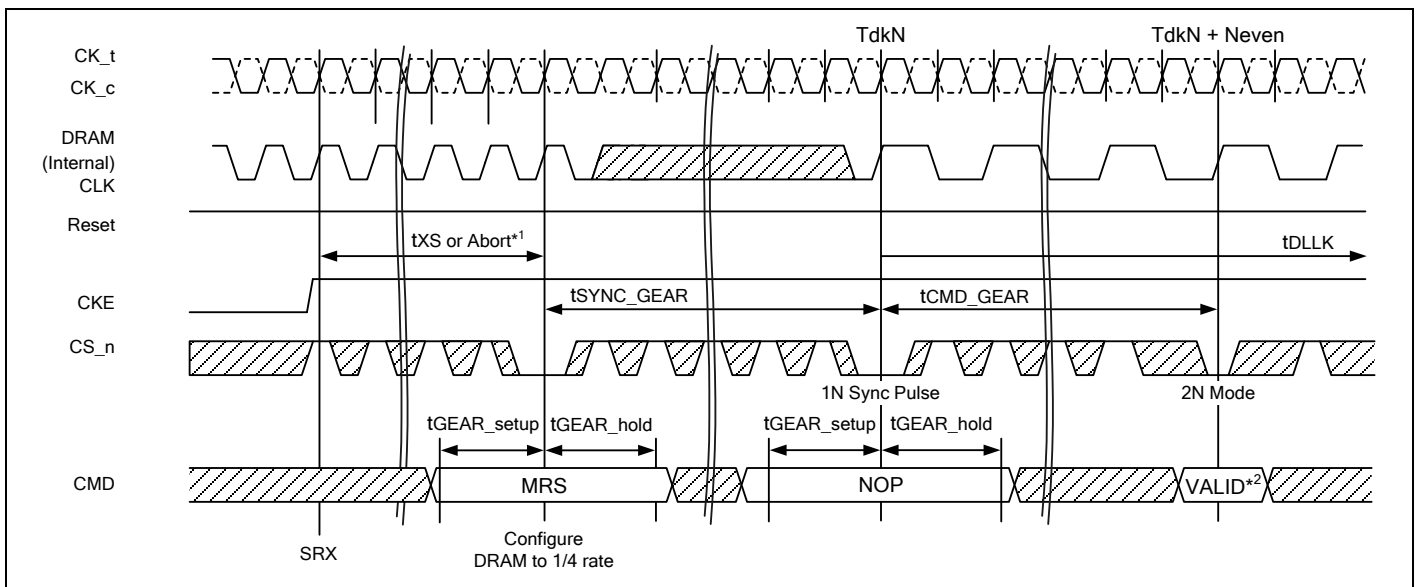 TdkN
TdkN + Neven
CK_t
CK_c
DRAM
(Internal)
CLK
Reset
tXS or Abort*1
tDLLK
CKE
tSYNC_GEAR
tCMD_GEAR
CS_n
1N Sync Pulse
2N Mode
tGEAR_setup
tGEAR_hold
tGEAR_setup
tGEAR_hold
CMD
MRS
NOP
VALID*2
SRX
Configure
DRAM to 1/4 rate